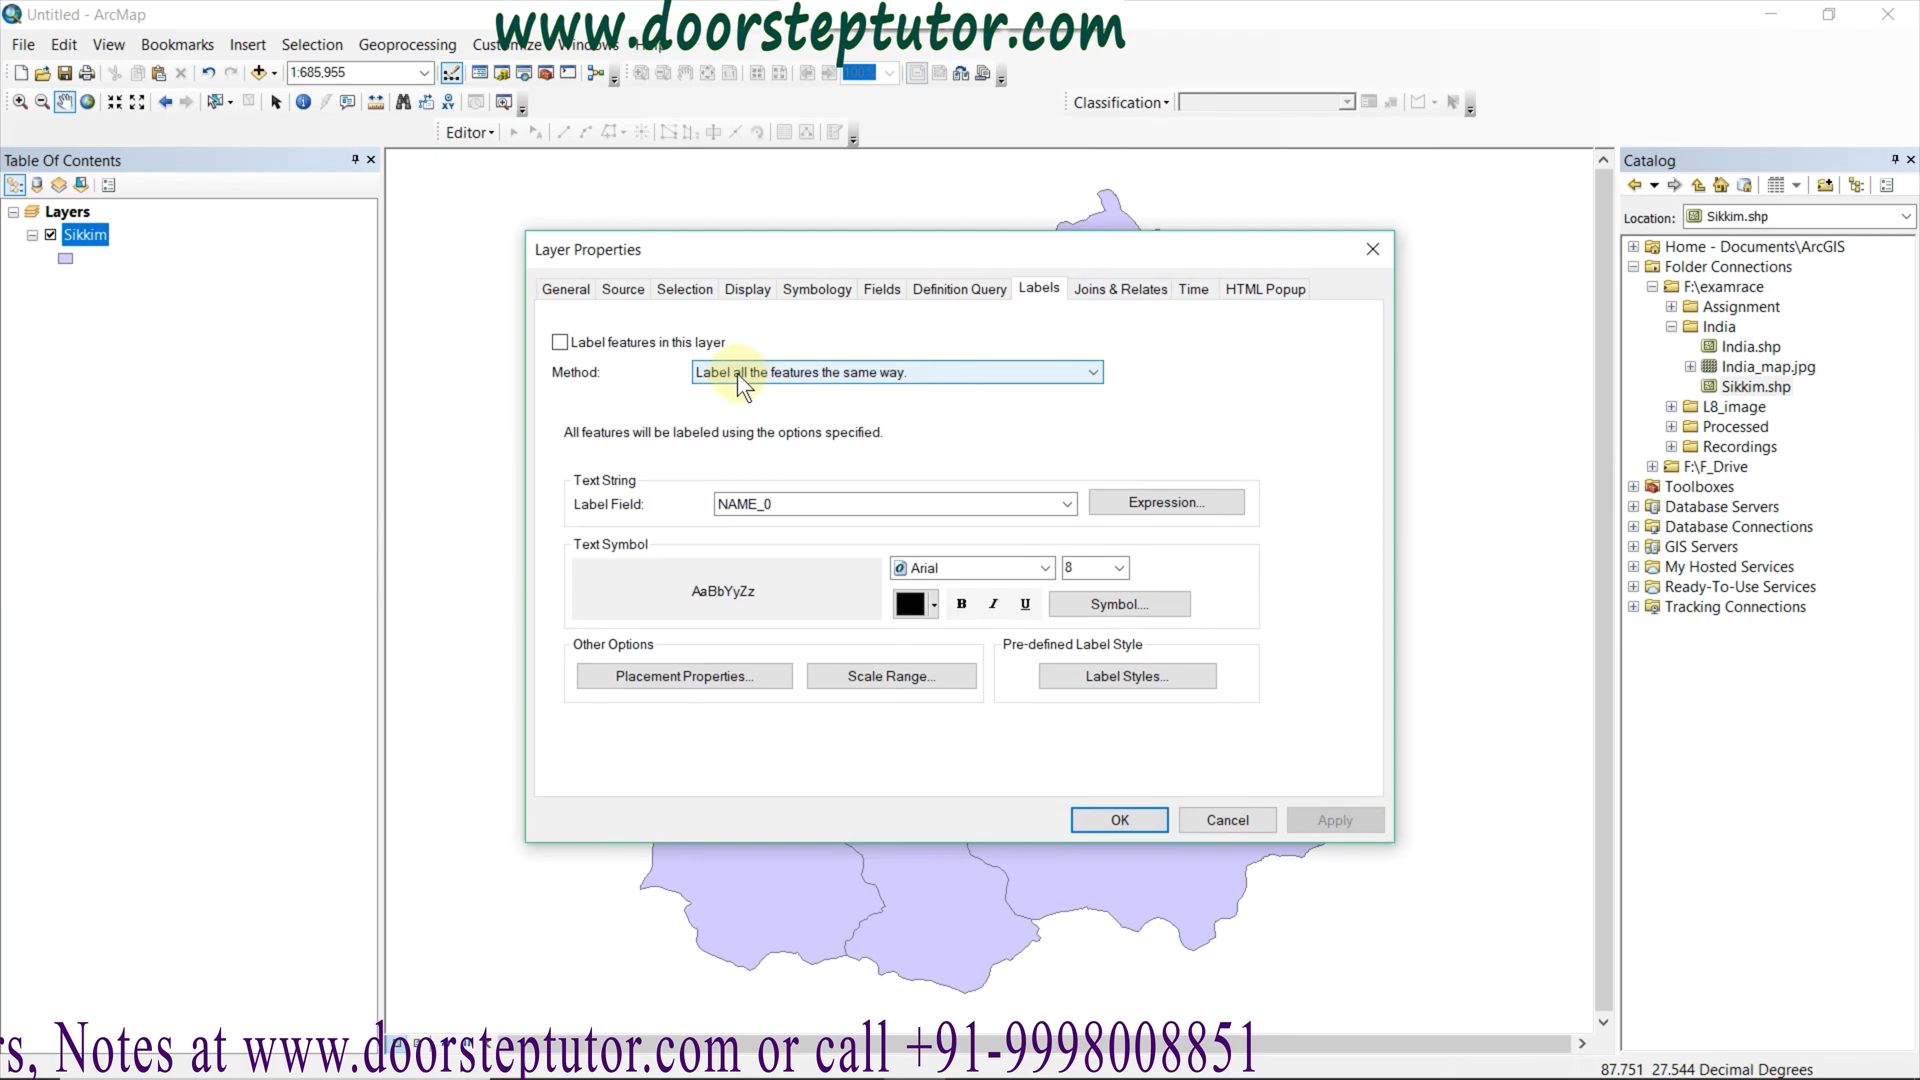 Untitled - ArcMap
www.doorsteptutor.com
File Edit View Bookmarks Insert Selection Geoprocessing Customize Windows Help
1:685,955
100%
Classification
Editor
Table Of Contents
Layers
Sikkim
Catalog
Location: Sikkim.shp
Home - Documents\ArcGIS
Folder Connections
F:\examrace
Assignment
India
India.shp
India_map.jpg
Sikkim.shp
L8_image
Processed
Recordings
F:\F_Drive
Toolboxes
Database Servers
Database Connections
GIS Servers
My Hosted Services
Ready-To-Use Services
Tracking Connections
Layer Properties
General Source Selection Display Symbology Fields Definition Query Labels Joins & Relates Time HTML Popup
Label features in this layer
Method: Label all the features the same way.
All features will be labeled using the options specified.
Text String
Label Field: NAME_0 Expression...
Text Symbol
AaBbYyZz
Arial 8
B I U Symbol...
Other Options
Placement Properties... Scale Range...
Pre-defined Label Style
Label Styles...
OK Cancel Apply
s, Notes at www.doorsteptutor.com or call +91-9998008851
87.751 27.544 Decimal Degrees